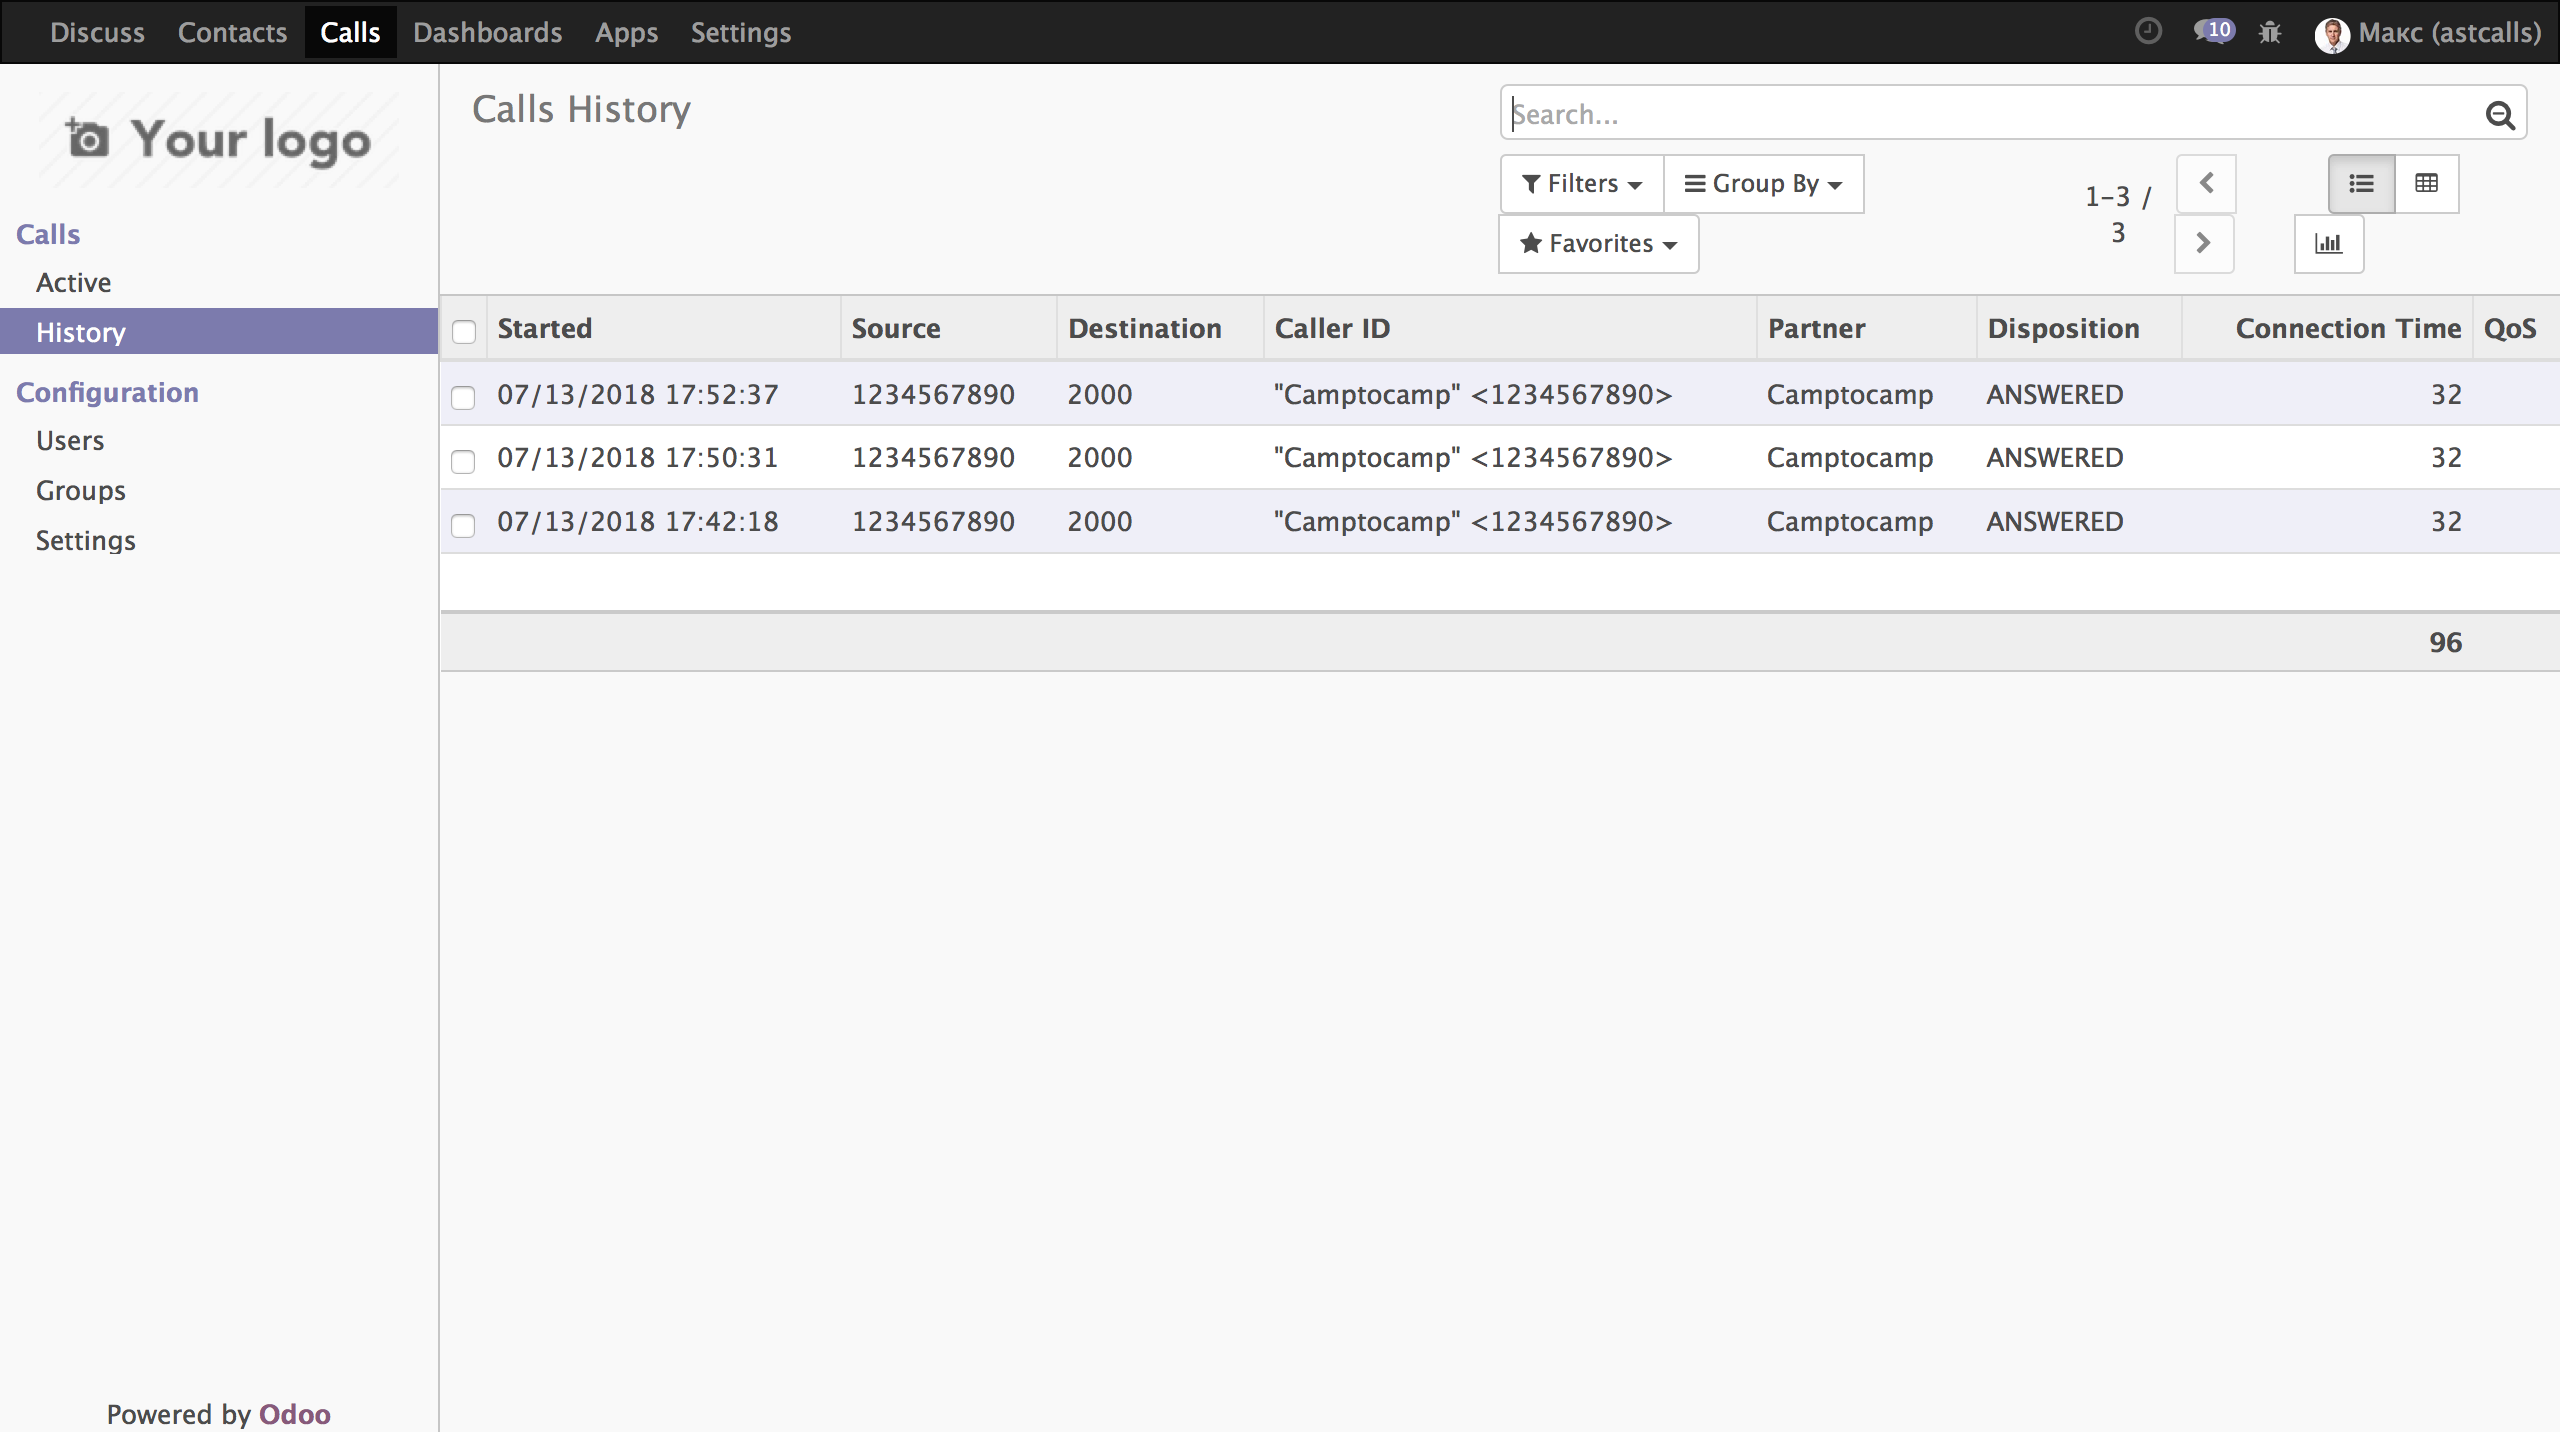 Discuss Contacts Calls Dashboards Apps Settings 10 Макс (astcalls)
Your logo
Calls
Active
History
Configuration
Users
Groups
Settings
Powered by Odoo
Calls History
Search...
Filters Group By
Favorites
1-3 /
3
Started Source Destination Caller ID Partner Disposition Connection Time QoS
07/13/2018 17:52:37 1234567890 2000 "Camptocamp" <1234567890> Camptocamp ANSWERED 32
07/13/2018 17:50:31 1234567890 2000 "Camptocamp" <1234567890> Camptocamp ANSWERED 32
07/13/2018 17:42:18 1234567890 2000 "Camptocamp" <1234567890> Camptocamp ANSWERED 32
96